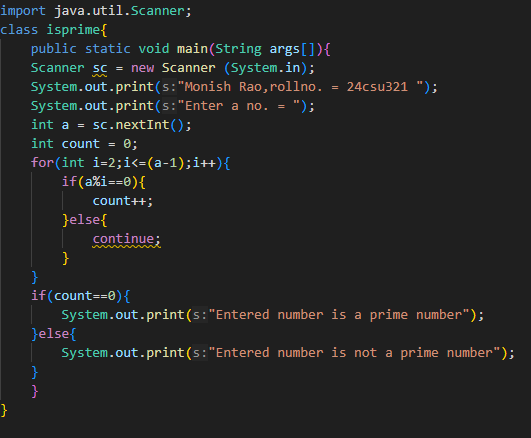 import java.util.Scanner;
class isprime{
    public static void main(String args[]){
    Scanner sc = new Scanner (System.in);
    System.out.print(s:"Monish Rao,rollno. = 24csu321 ");
    System.out.print(s:"Enter a no. = ");
    int a = sc.nextInt();
    int count = 0;
    for(int i=2;i<=(a-1);i++){
        if(a%i==0){
            count++;
        }else{
            continue;
        }
    }
    if(count==0){
        System.out.print(s:"Entered number is a prime number");
    }else{
        System.out.print(s:"Entered number is not a prime number");
    }
    }
}